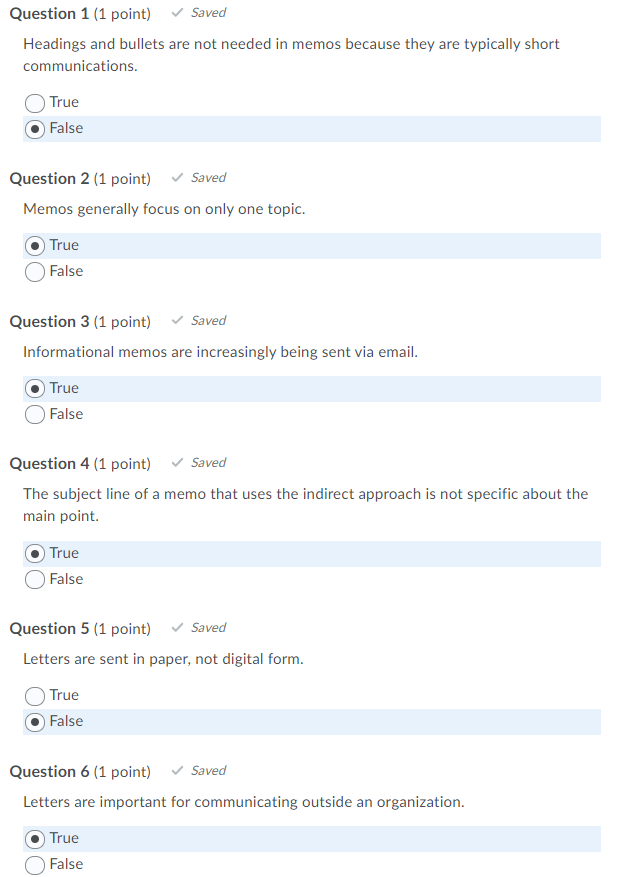 Question 1 (1 point) ✓ Saved
Headings and bullets are not needed in memos because they are typically short
communications.
True
False
Question 2 (1 point) ✓ Saved
Memos generally focus on only one topic.
True
False
Question 3 (1 point) ✓ Saved
Informational memos are increasingly being sent via email.
True
False
Question 4 (1 point) ✓ Saved
The subject line of a memo that uses the indirect approach is not specific about the
main point.
True
False
Question 5 (1 point) ✓ Saved
Letters are sent in paper, not digital form.
True
False
Question 6 (1 point) ✓ Saved
Letters are important for communicating outside an organization.
True
False